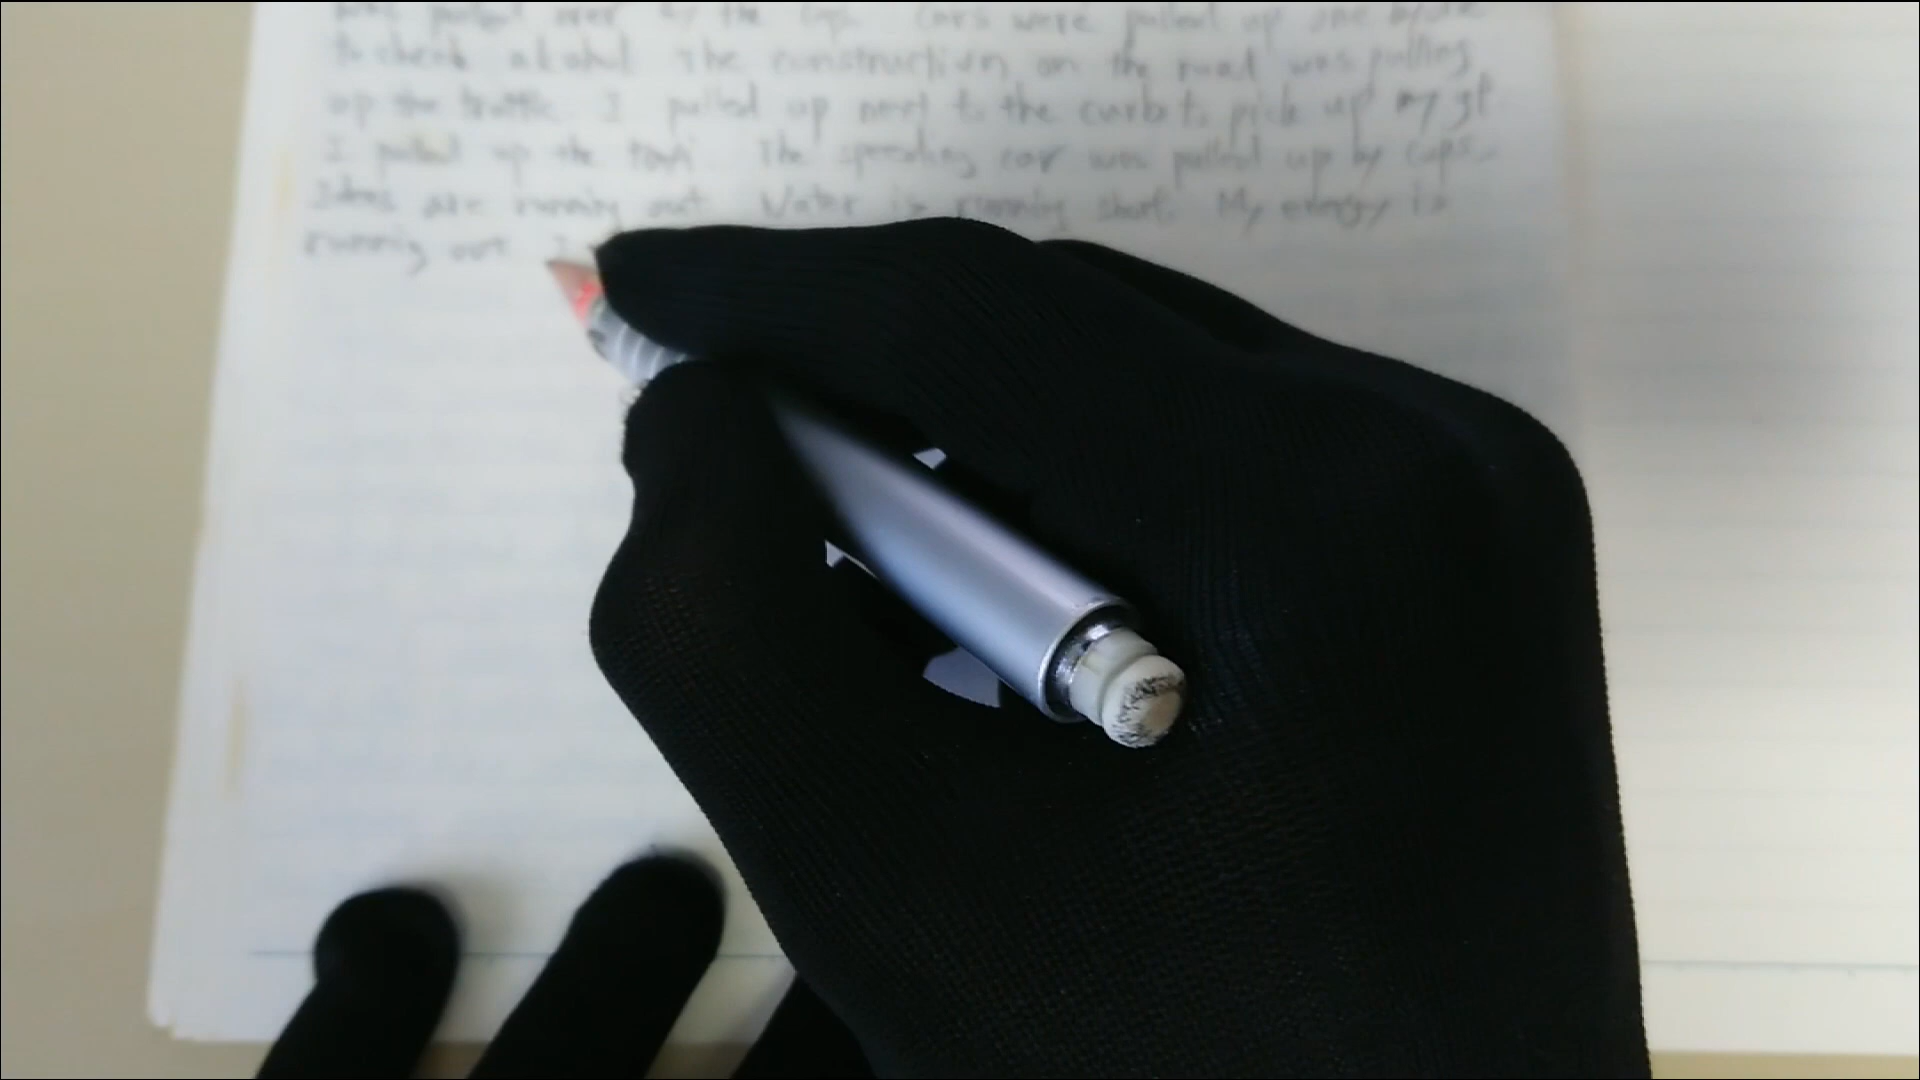 was pulled over by the cops. Cars were pulled up one by one
to check alcohol The construction on the road was pulling
up the traffic. I pulled up next to the curb to pick up my gf.
I pulled up the taxi. The speeding car was pulled up by cops.
Ideas are running out. Water is running short. My energy is
running out. I